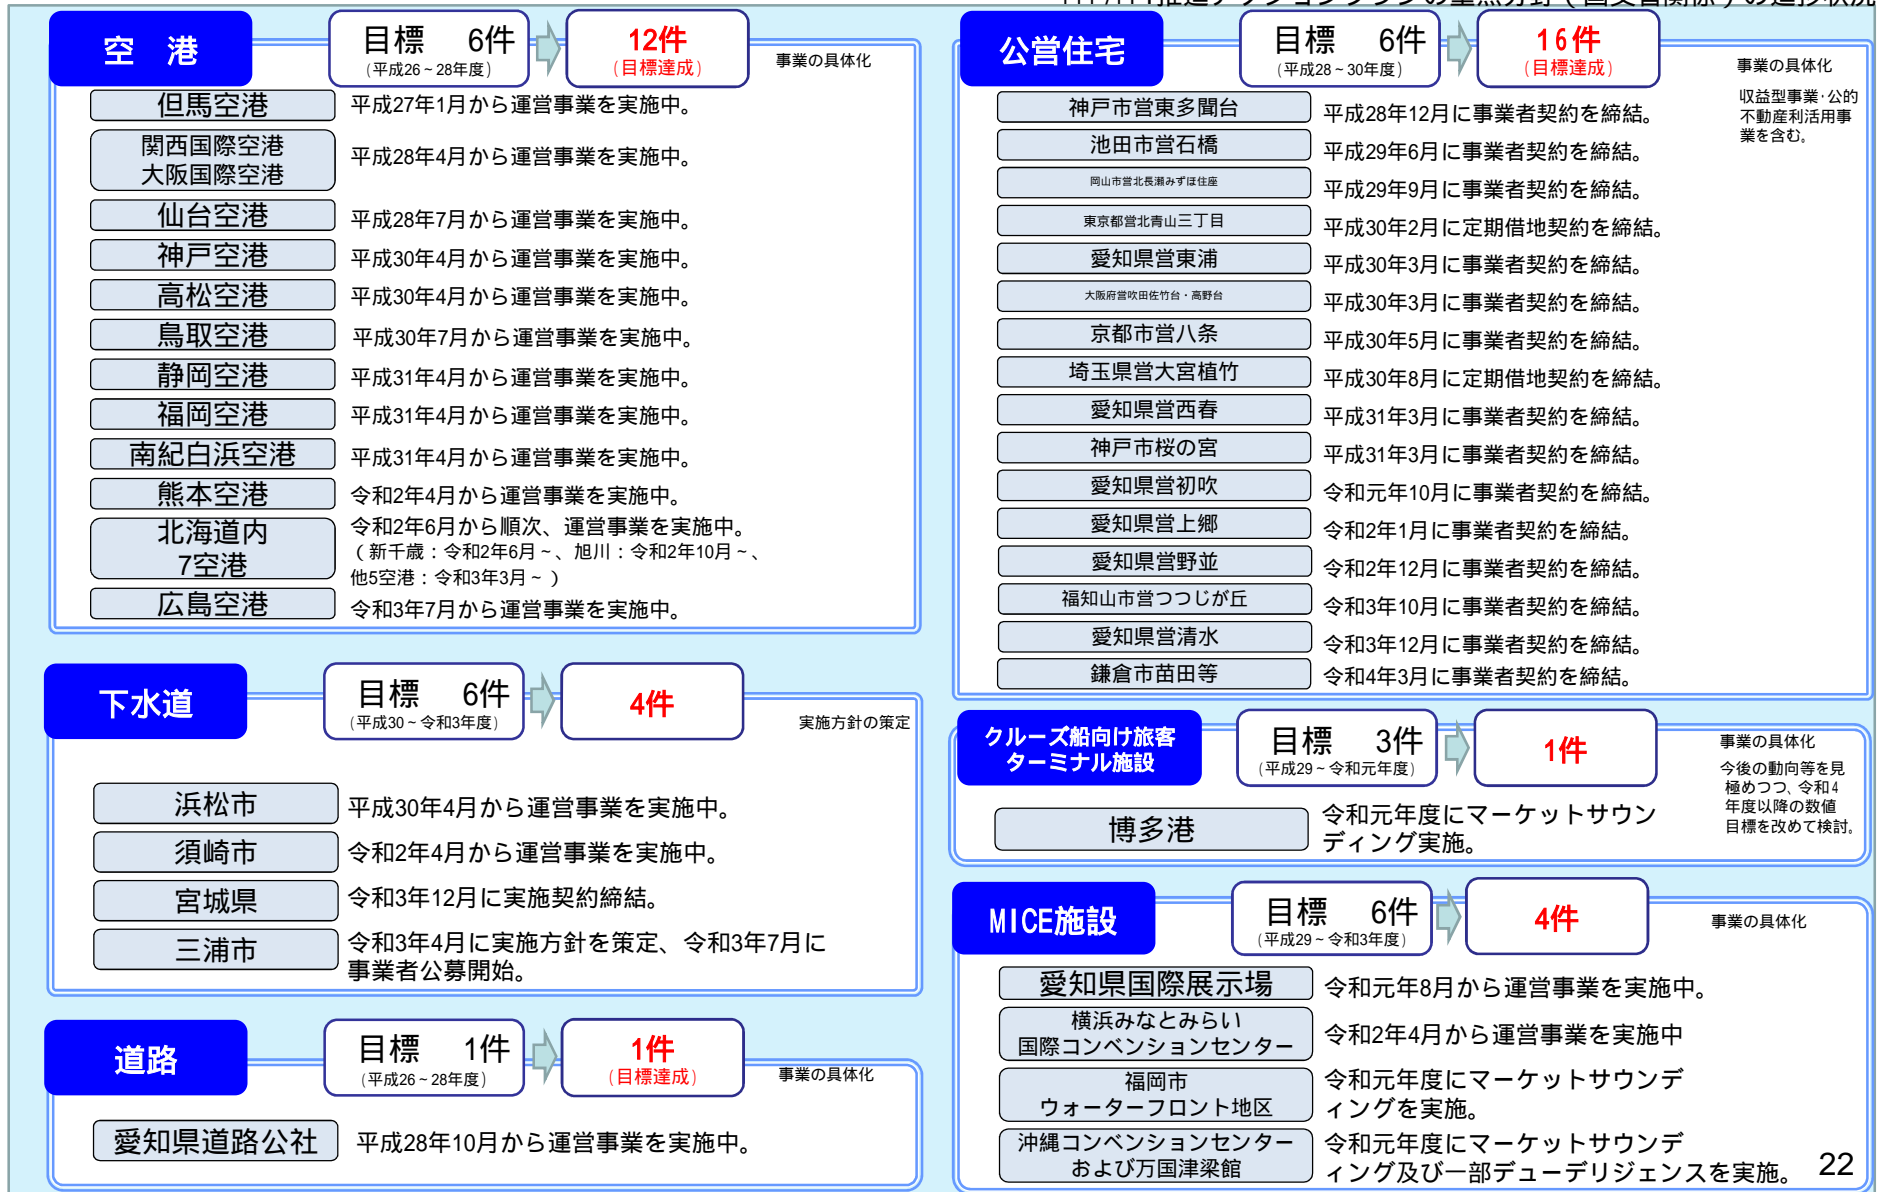 空　港
目標　6件
(平成26~28年度)
12件
(目標達成)
事業の具体化
但馬空港
平成27年1月から運営事業を実施中。
関西国際空港
大阪国際空港
平成28年4月から運営事業を実施中。
仙台空港
平成28年7月から運営事業を実施中。
神戸空港
平成30年4月から運営事業を実施中。
高松空港
平成30年4月から運営事業を実施中。
鳥取空港
平成30年7月から運営事業を実施中。
静岡空港
平成31年4月から運営事業を実施中。
福岡空港
平成31年4月から運営事業を実施中。
南紀白浜空港
平成31年4月から運営事業を実施中。
熊本空港
令和2年4月から運営事業を実施中。
北海道内
7空港
令和2年6月から順次、運営事業を実施中。
(新千歳：令和2年6月~、旭川：令和2年10月~、
他5空港：令和3年3月~)
広島空港
令和3年7月から運営事業を実施中。
下水道
目標　6件
(平成30~令和3年度)
4件
実施方針の策定
浜松市
平成30年4月から運営事業を実施中。
須崎市
令和2年4月から運営事業を実施中。
宮城県
令和3年12月に実施契約締結。
三浦市
令和3年4月に実施方針を策定、令和3年7月に
事業者公募開始。
道路
目標　1件
(平成26~28年度)
1件
(目標達成)
事業の具体化
愛知県道路公社
平成28年10月から運営事業を実施中。
公営住宅
目標　6件
(平成28~30年度)
16件
(目標達成)
事業の具体化
収益型事業・公的
不動産利活用事
業を含む。
神戸市営東多聞台
平成28年12月に事業者契約を締結。
池田市営石橋
平成29年6月に事業者契約を締結。
岡山市営北長瀬みずほ住座
平成29年9月に事業者契約を締結。
東京都営北青山三丁目
平成30年2月に定期借地契約を締結。
愛知県営東浦
平成30年3月に事業者契約を締結。
大阪府営吹田佐竹台・高野台
平成30年3月に事業者契約を締結。
京都市営八条
平成30年5月に事業者契約を締結。
埼玉県営大宮植竹
平成30年8月に定期借地契約を締結。
愛知県営西春
平成31年3月に事業者契約を締結。
神戸市桜の宮
平成31年3月に事業者契約を締結。
愛知県営初吹
令和元年10月に事業者契約を締結。
愛知県営上郷
令和2年1月に事業者契約を締結。
愛知県営野並
令和2年12月に事業者契約を締結。
福知山市営つつじが丘
令和3年10月に事業者契約を締結。
愛知県営清水
令和3年12月に事業者契約を締結。
鎌倉市苗田等
令和4年3月に事業者契約を締結。
クルーズ船向け旅客
ターミナル施設
目標　3件
(平成29~令和元年度)
1件
事業の具体化
今後の動向等を見
極めつつ、令和4
年度以降の数値
目標を改めて検討。
博多港
令和元年度にマーケットサウン
ディング実施。
MICE施設
目標　6件
(平成29~令和3年度)
4件
事業の具体化
愛知県国際展示場
令和元年8月から運営事業を実施中。
横浜みなとみらい
国際コンベンションセンター
令和2年4月から運営事業を実施中
福岡市
ウォーターフロント地区
令和元年度にマーケットサウンデ
ィングを実施。
沖縄コンベンションセンター
および万国津梁館
令和元年度にマーケットサウンデ
ィング及び一部デューデリジェンスを実施。
22